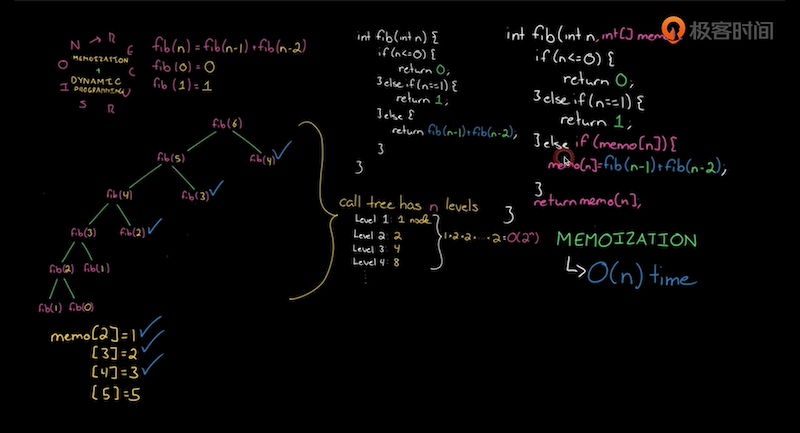 N → R E C U R S I O
MEMOIZATION
+
DYNAMIC
PROGRAMMING
fib(n) = fib(n-1) + fib(n-2)
fib(0) = 0
fib(1) = 1
fib(6)
fib(5) fib(4)
fib(4) fib(3)
fib(3) fib(2)
fib(2) fib(1)
fib(1) fib(0)
memo[2]=1
[3]=2
[4]=3
[5]=5
int fib(int n) {
if(n<=0) {
return 0;
}else if(n==1) {
return 1;
}else {
return fib(n-1)+fib(n-2);
}
}
call tree has n levels
Level 1: 1 node
Level 2: 2
Level 3: 4
Level 4: 8
1·2·2· ... ·2=O(2ⁿ)
极客时间
int fib(int n, int[] memo
if(n<=0) {
return 0;
}else if(n==1) {
return 1;
}else if (memo[n]){
memo[n]=fib(n-1)+fib(n-2);
}
return memo[n];
}
MEMOIZATION
↳ O(n) time